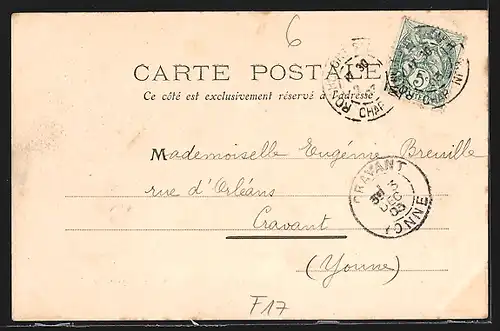 6
CARTE POSTALE
Ce côté est exclusivement réservé à l'adresse
5
Mademoiselle Eugénie Breuille
rue d'Orléans
Cravant
(Yonne)
CRAVANT
YONNE
F17